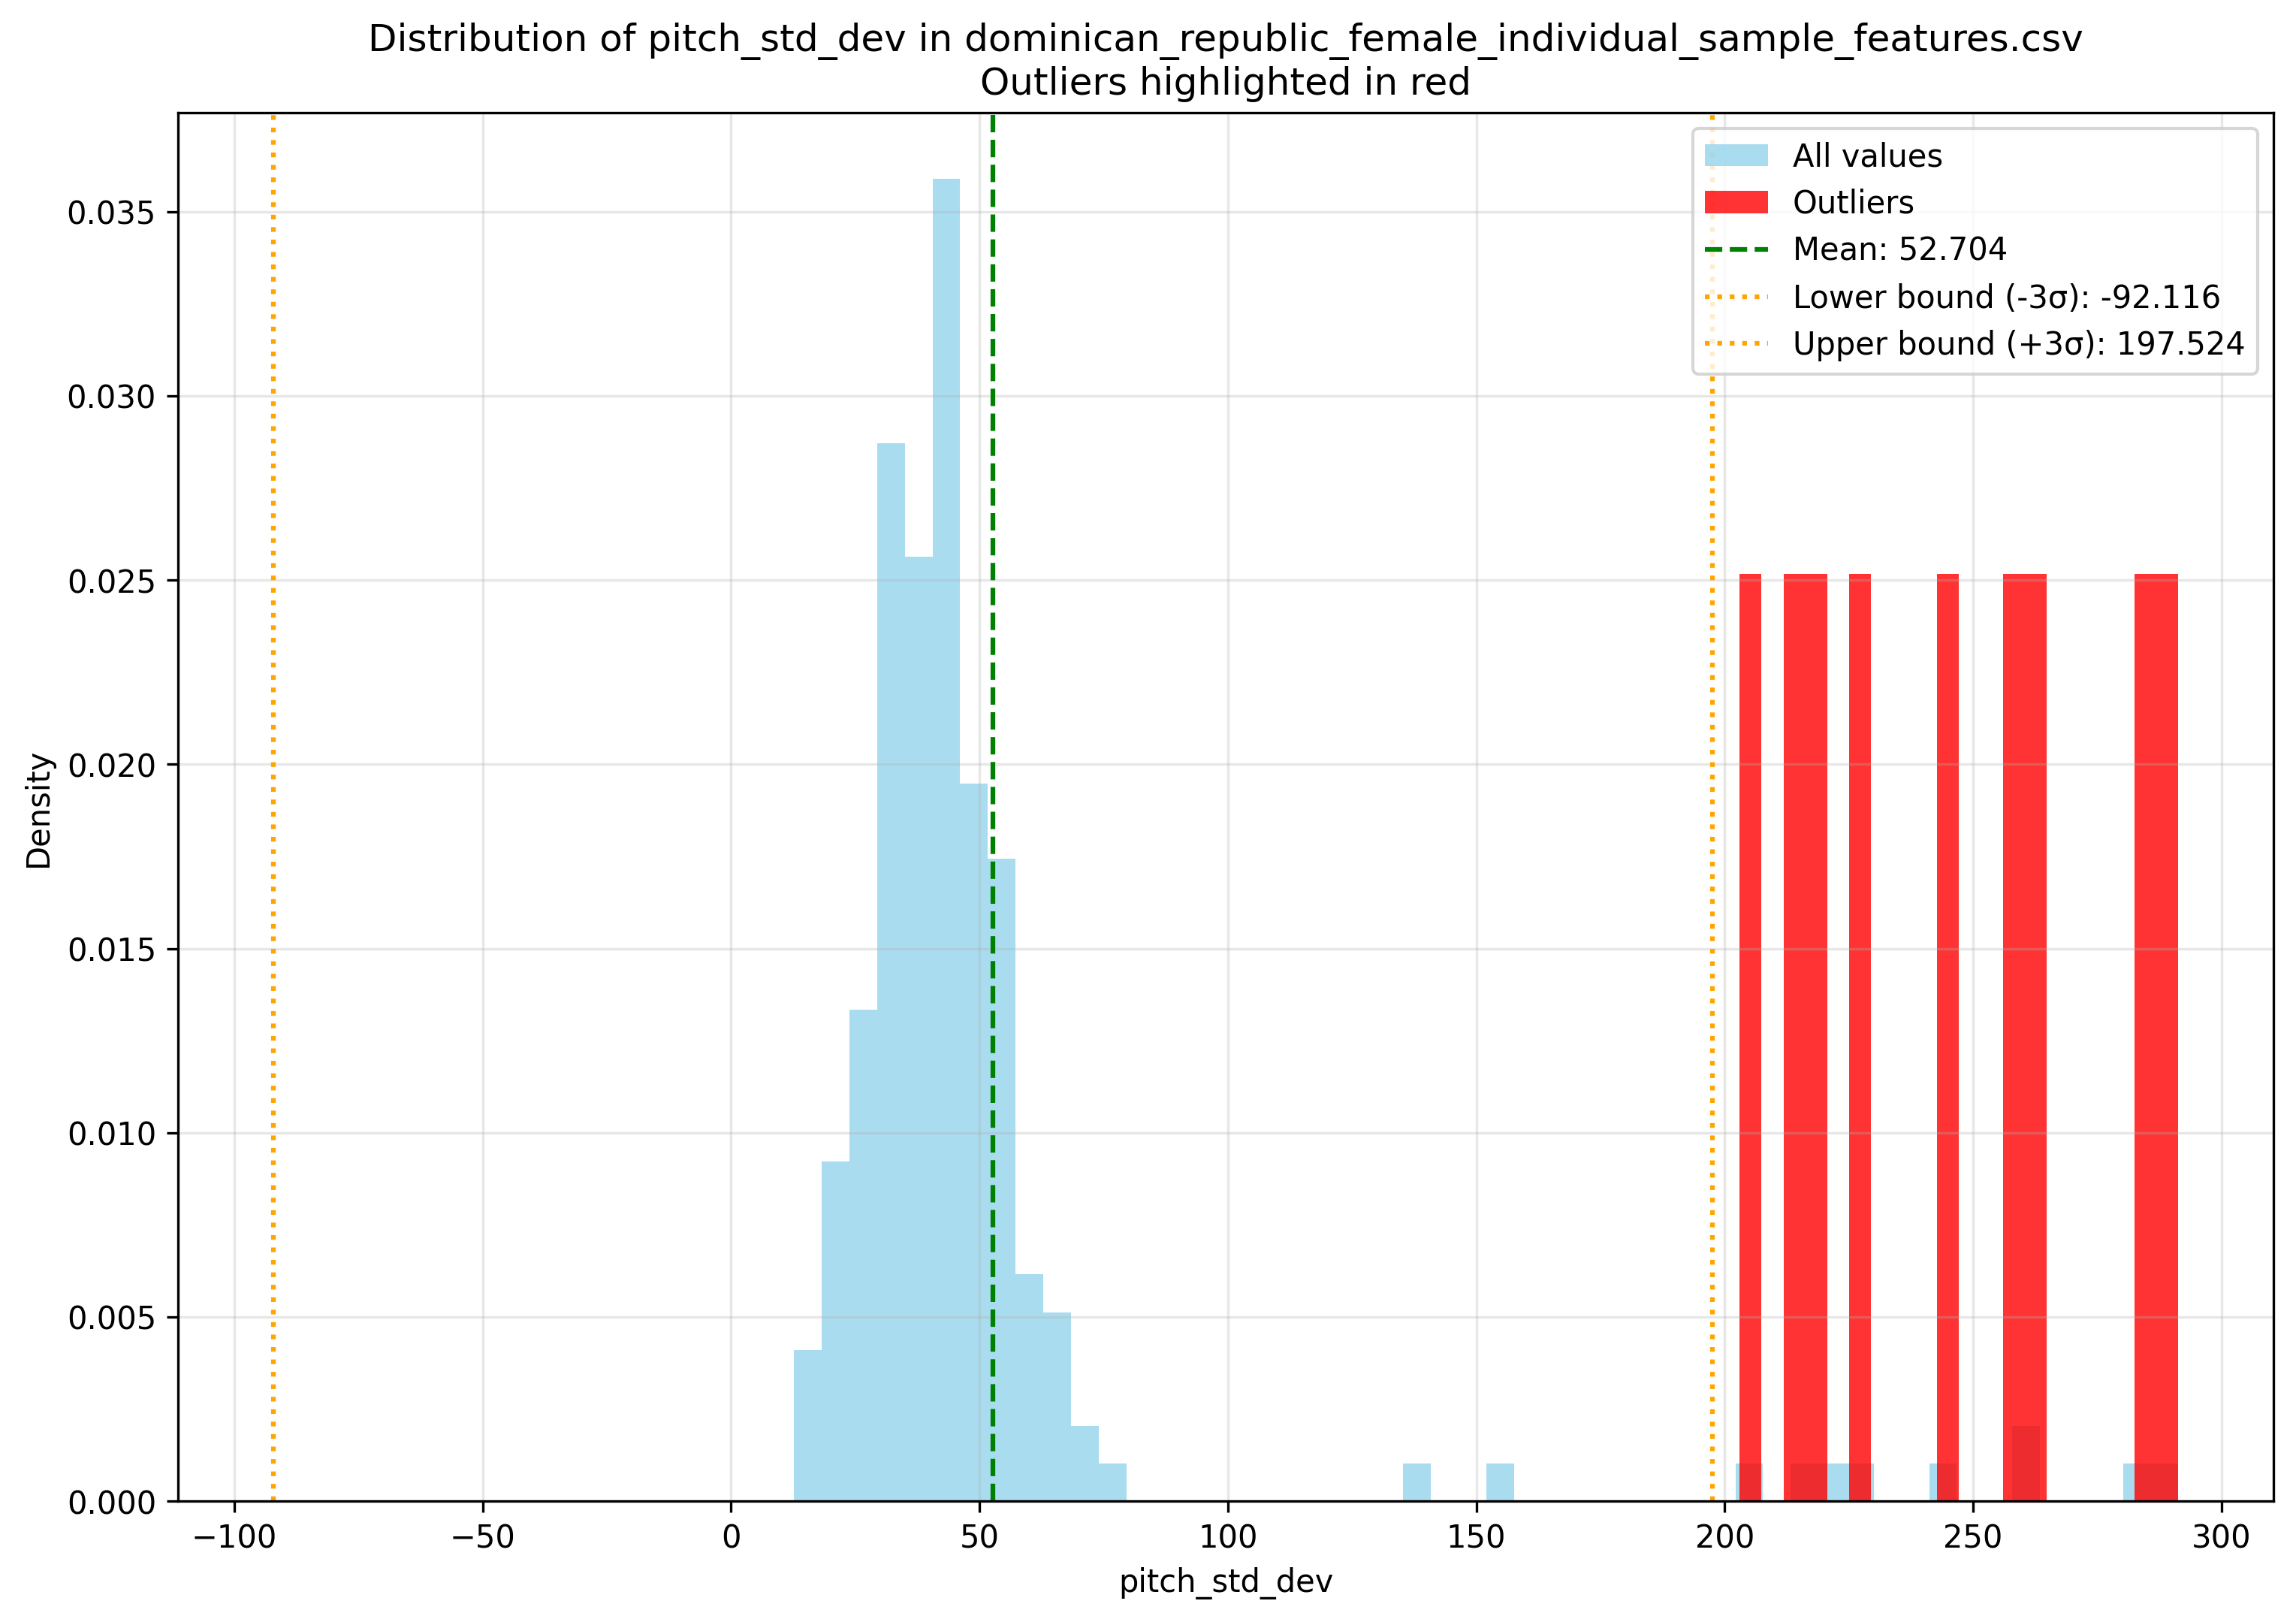 Distribution of pitch_std_dev in dominican_republic_female_individual_sample_features.csv
Outliers highlighted in red
All values
Outliers
Mean: 52.704
Lower bound (-3σ): -92.116
Upper bound (+3σ): 197.524
Density
0.035
0.030
0.025
0.020
0.015
0.010
0.005
0.000
−100
−50
0
50
100
150
200
250
300
pitch_std_dev